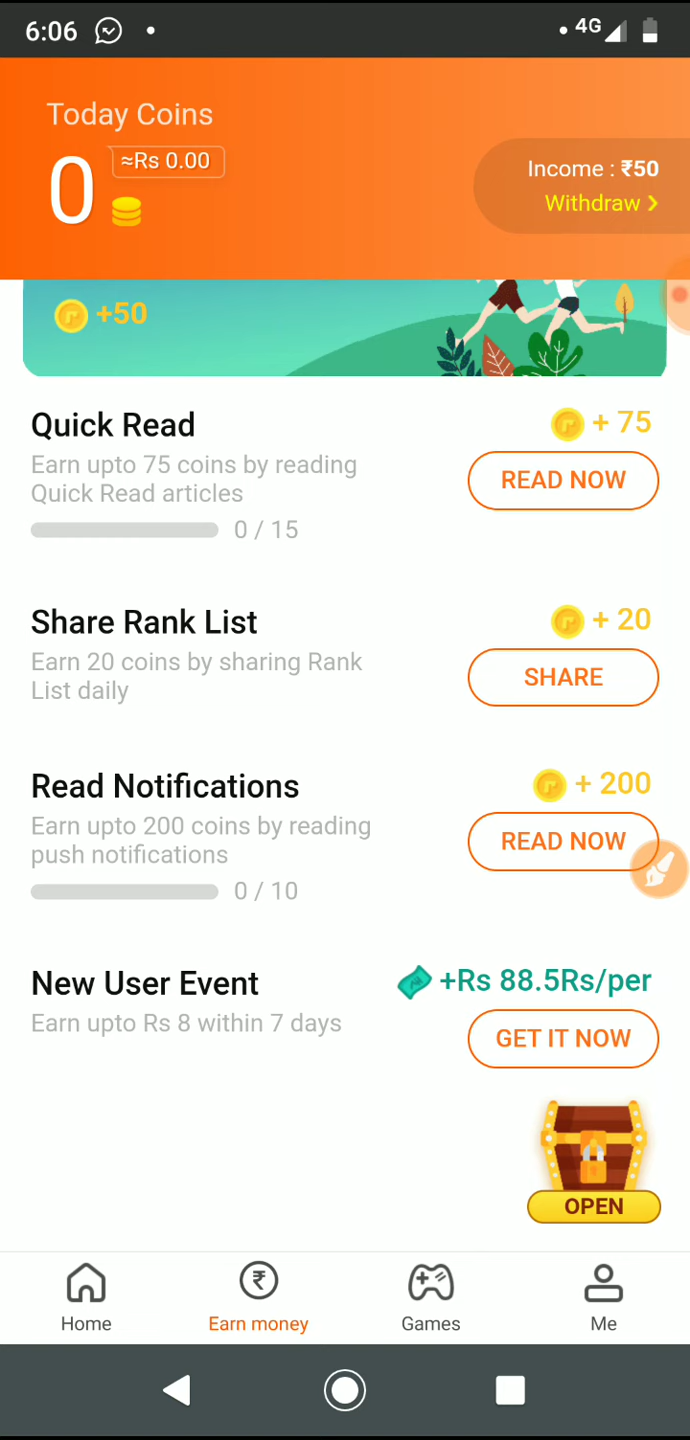 6:06
4G
Today Coins
0
≈Rs 0.00
Income : ₹50
Withdraw
+50
Quick Read
+ 75
Earn upto 75 coins by reading
Quick Read articles
READ NOW
0 / 15
Share Rank List
+ 20
Earn 20 coins by sharing Rank
List daily
SHARE
Read Notifications
+ 200
Earn upto 200 coins by reading
push notifications
READ NOW
0 / 10
New User Event
+Rs 88.5Rs/per
Earn upto Rs 8 within 7 days
GET IT NOW
OPEN
Home
Earn money
Games
Me